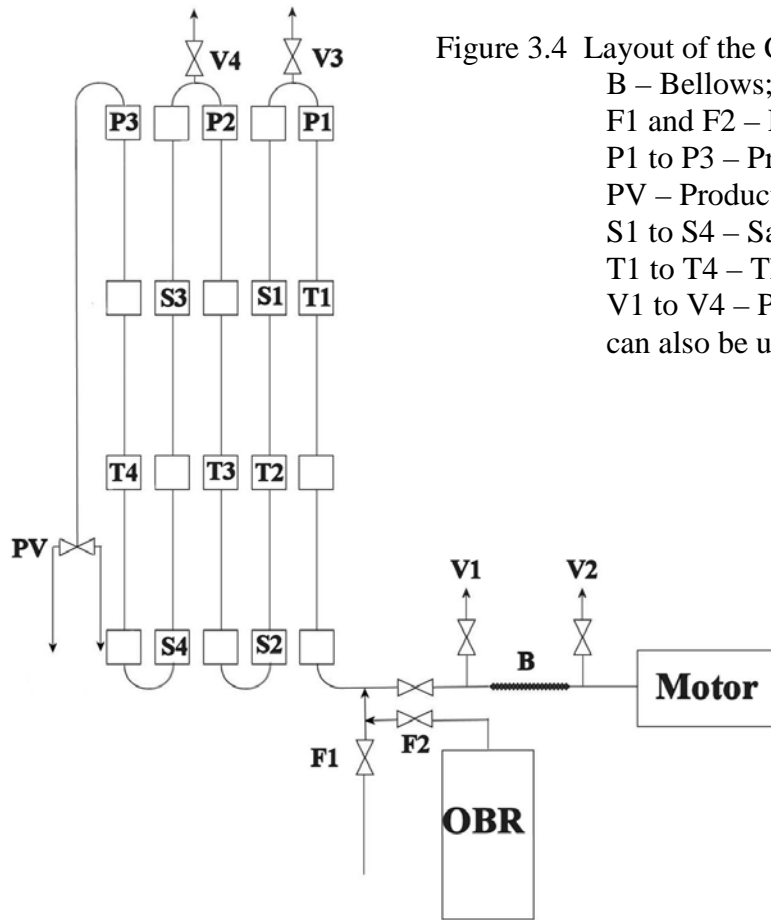 Figure 3.4 Layout of the
B – Bellows;
F1 and F2 –
P1 to P3 –
PV –
S1 to S4 –
T1 to T4 –
V1 to V4 –
can also be
V4
V3
P3
P2
P1
S3
S1
T1
T4
T3
T2
PV
S4
S2
V1
V2
B
Motor
F1
F2
OBR